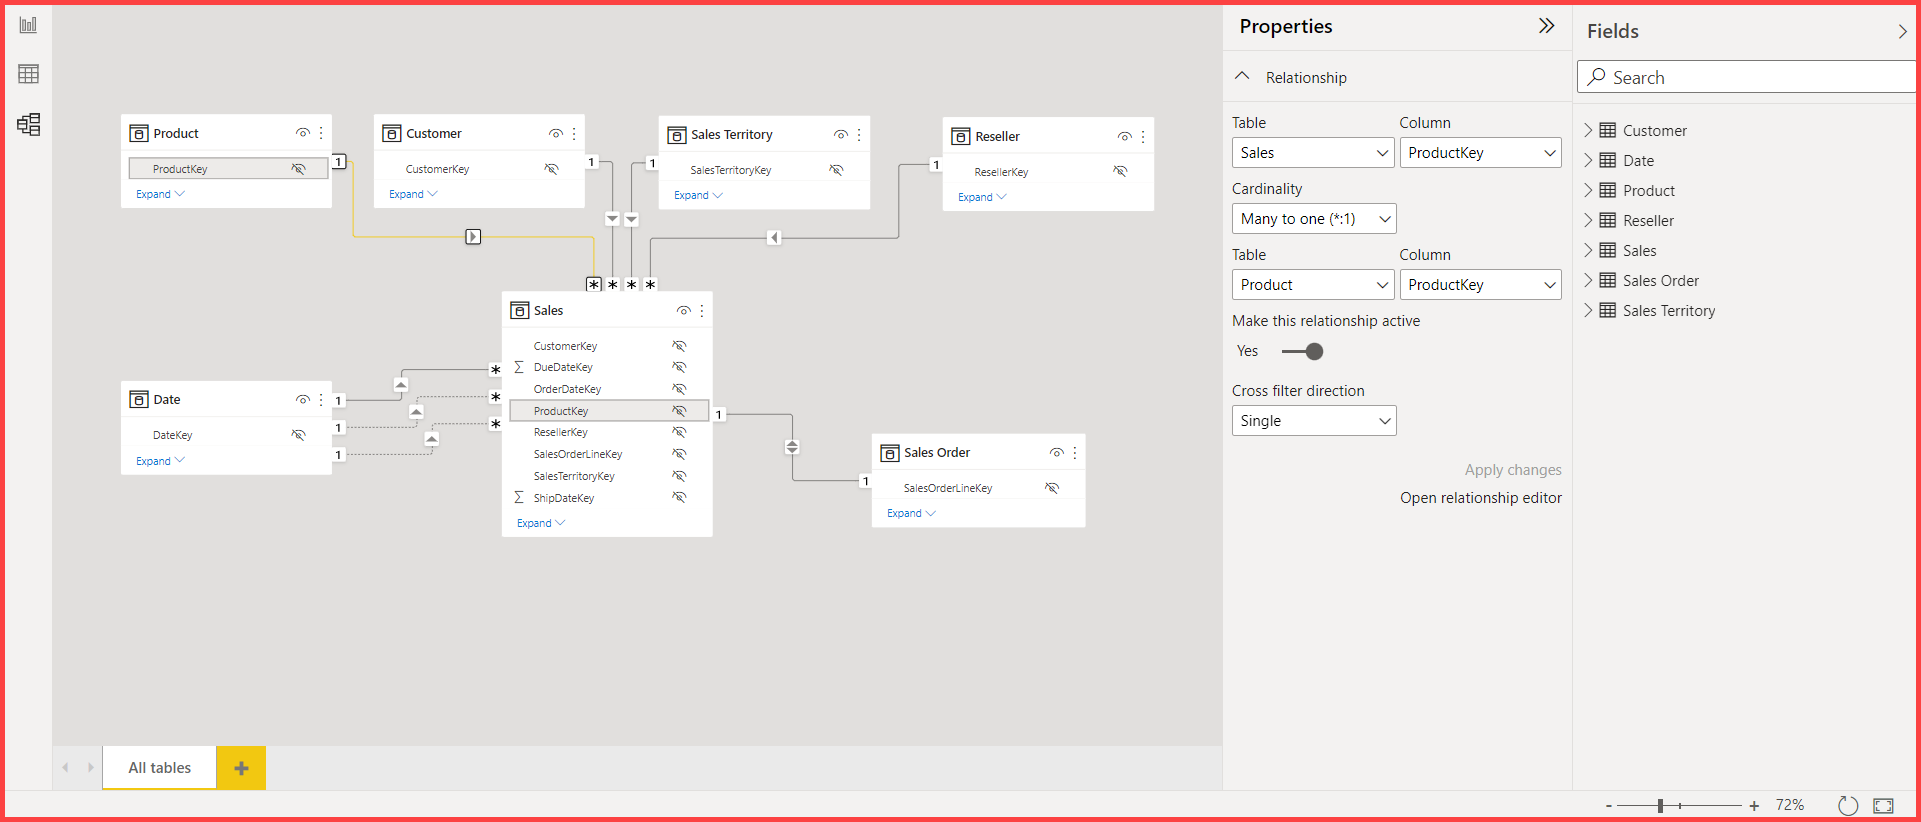 Product
ProductKey
Expand
1
Customer
CustomerKey
Expand
1
Sales Territory
SalesTerritoryKey
Expand
1
Reseller
ResellerKey
Expand
1
* * * *
Sales
CustomerKey
Σ DueDateKey
OrderDateKey
ProductKey
ResellerKey
SalesOrderLineKey
SalesTerritoryKey
Σ ShipDateKey
Expand
Date
DateKey
Expand
1 *
1 *
1 *
1
1
Sales Order
SalesOrderLineKey
Expand
All tables
+
Properties
Relationship
Table Column
Sales ProductKey
Cardinality
Many to one (*:1)
Table Column
Product ProductKey
Make this relationship active
Yes
Cross filter direction
Single
Apply changes
Open relationship editor
Fields
Search
Customer
Date
Product
Reseller
Sales
Sales Order
Sales Territory
- + 72%